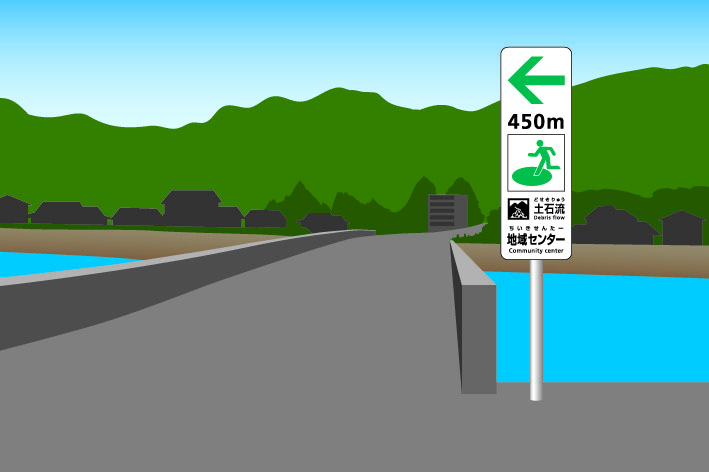 450m
どせきりゅう
土石流
Debris flow
ちいきせんたー
地域センター
Community center